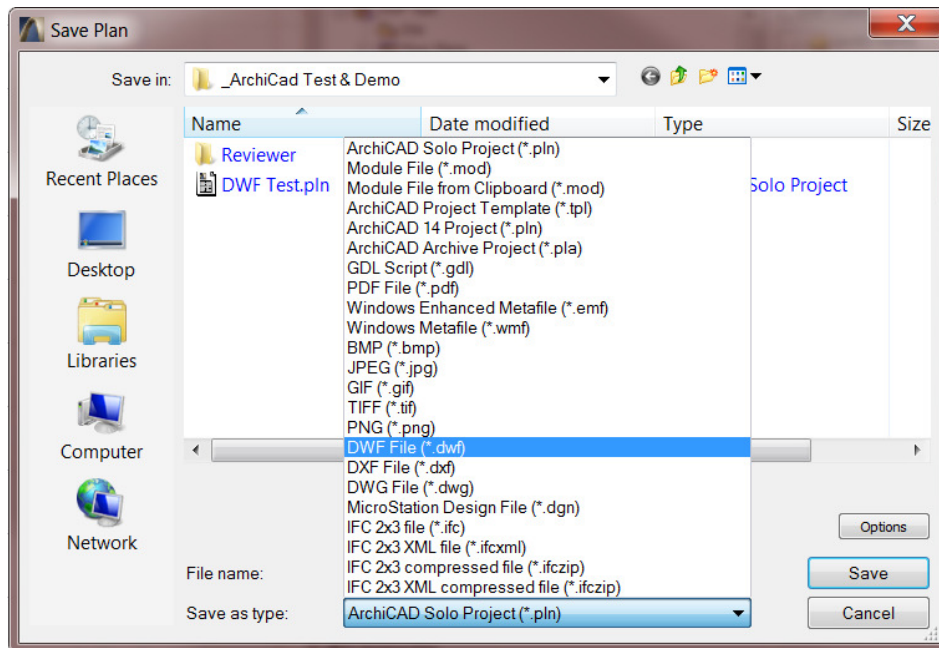 Save Plan
Save in:
_ArchiCad Test & Demo
Name
Date modified
Type
Size
Recent Places
Desktop
Libraries
Computer
Network
Reviewer
DWF Test.pln
Solo Project
ArchiCAD Solo Project (*.pln)
Module File (*.mod)
Module File from Clipboard (*.mod)
ArchiCAD Project Template (*.tpl)
ArchiCAD 14 Project (*.pln)
ArchiCAD Archive Project (*.pla)
GDL Script (*.gdl)
PDF File (*.pdf)
Windows Enhanced Metafile (*.emf)
Windows Metafile (*.wmf)
BMP (*.bmp)
JPEG (*.jpg)
GIF (*.gif)
TIFF (*.tif)
PNG (*.png)
DWF File (*.dwf)
DXF File (*.dxf)
DWG File (*.dwg)
MicroStation Design File (*.dgn)
IFC 2x3 file (*.ifc)
IFC 2x3 XML file (*.ifcxml)
IFC 2x3 compressed file (*.ifczip)
IFC 2x3 XML compressed file (*.ifczip)
Options
File name:
Save
Save as type:
ArchiCAD Solo Project (*.pln)
Cancel